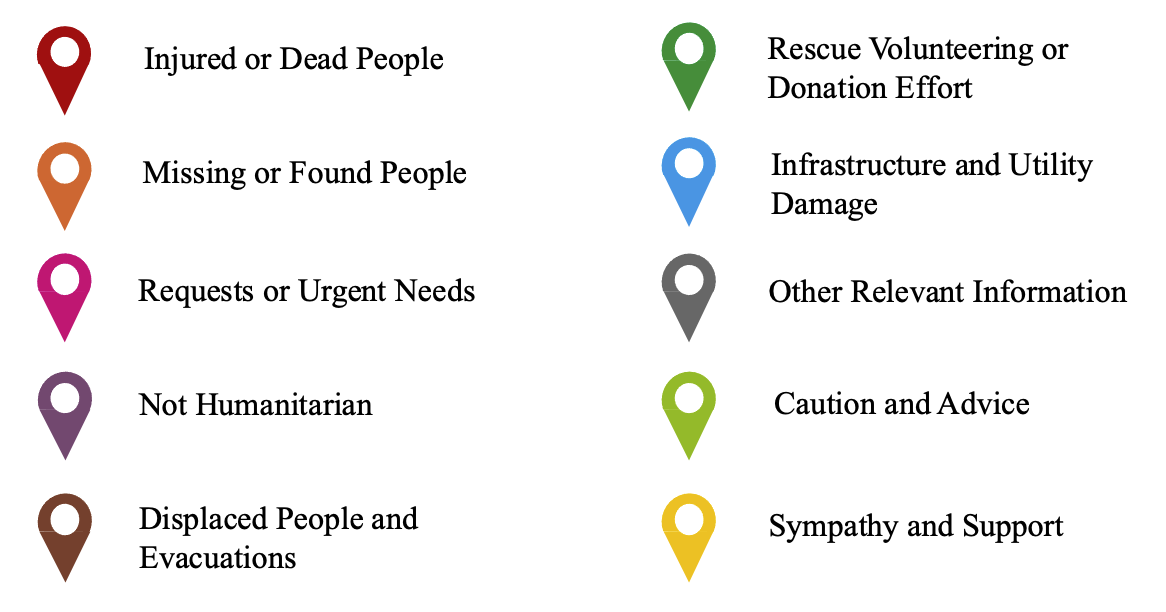 Injured or Dead People
Missing or Found People
Requests or Urgent Needs
Not Humanitarian
Displaced People and
Evacuations
Rescue Volunteering or
Donation Effort
Infrastructure and Utility
Damage
Other Relevant Information
Caution and Advice
Sympathy and Support